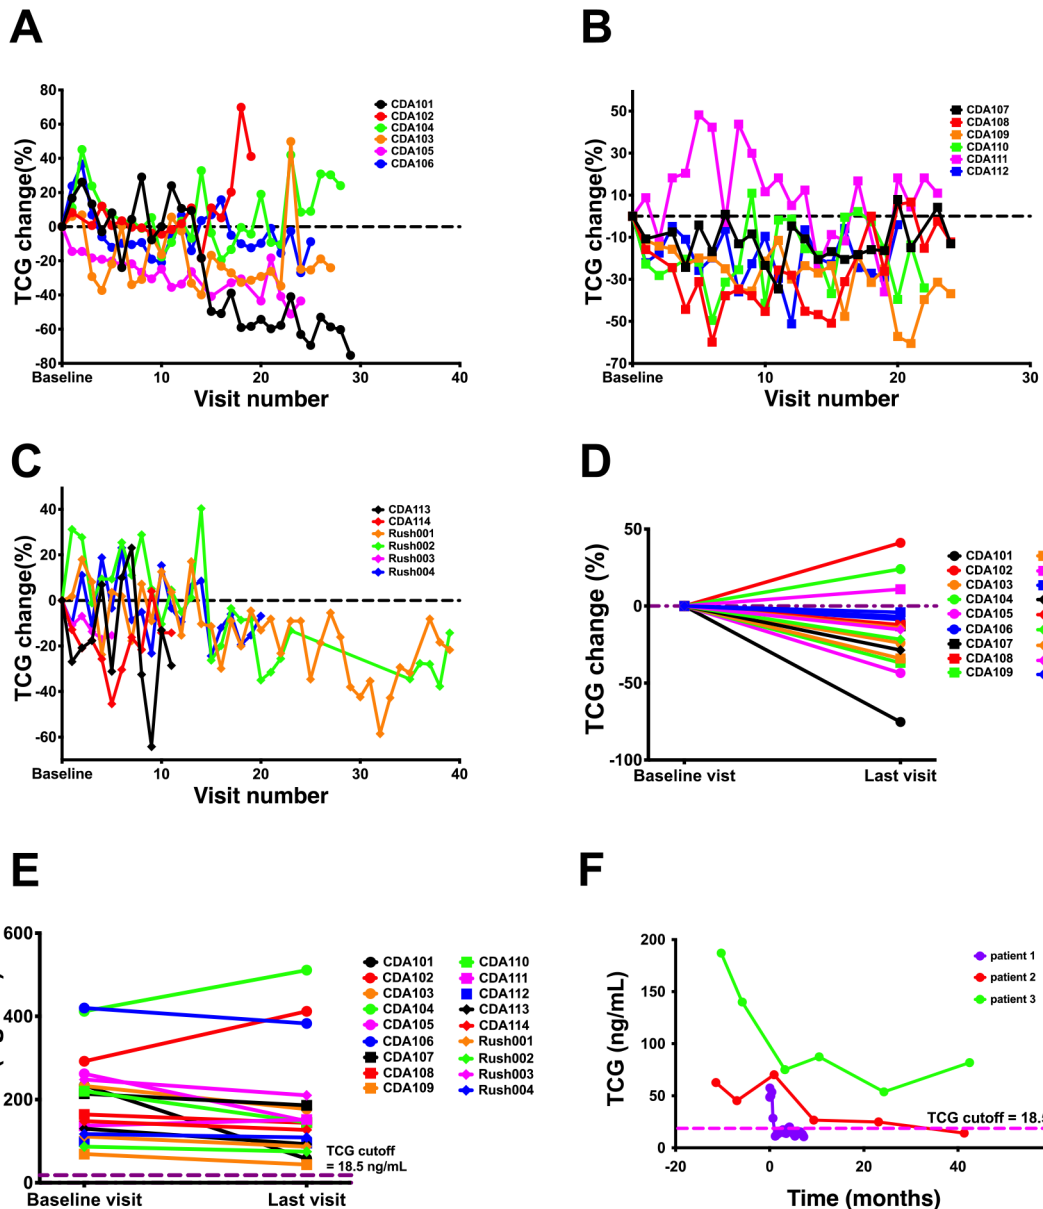 A
TCG change(%)
80
60
40
20
0
-20
-40
-60
-80
Baseline
10
20
30
40
Visit number
CDA101
CDA102
CDA104
CDA103
CDA105
CDA106
B
TCG change(%)
50
30
10
-10
-30
-50
-70
Baseline
10
20
30
Visit number
CDA107
CDA108
CDA109
CDA110
CDA111
CDA112
C
TCG change(%)
40
20
0
-20
-40
-60
Baseline
10
20
30
40
Visit number
CDA113
CDA114
Rush001
Rush002
Rush003
Rush004
D
TCG change (%)
50
0
-50
-100
Baseline vist
Last visit
CDA101
CDA102
CDA103
CDA104
CDA105
CDA106
CDA107
CDA108
CDA109
E
600
400
200
0
Baseline visit
Last visit
TCG cutoff
= 18.5 ng/mL
CDA101
CDA102
CDA103
CDA104
CDA105
CDA106
CDA107
CDA108
CDA109
CDA110
CDA111
CDA112
CDA113
CDA114
Rush001
Rush002
Rush003
Rush004
F
TCG (ng/mL)
200
150
100
50
0
-20
0
20
40
Time (months)
patient 1
patient 2
patient 3
TCG cutoff = 18.5